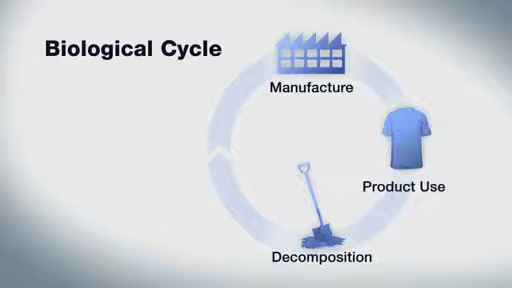 Biological Cycle
Manufacture
Product Use
Decomposition